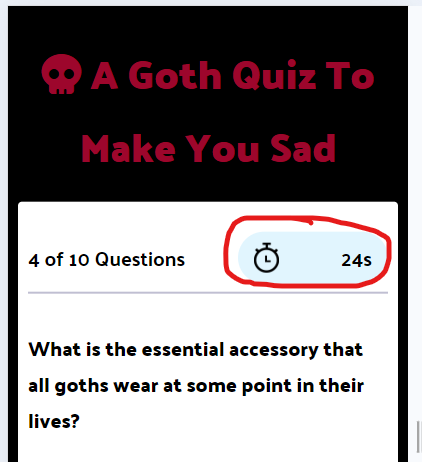 A Goth Quiz To
Make You Sad
4 of 10 Questions
24s
What is the essential accessory that
all goths wear at some point in their
lives?